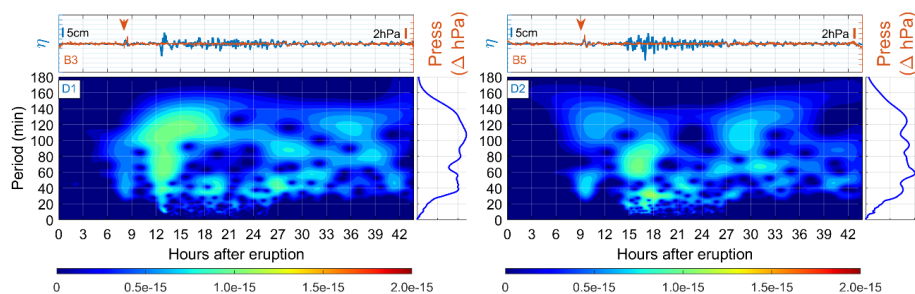 η
5cm
2hPa
B3
Press
(Δ hPa)
D1
Period (min)
180
160
140
120
100
80
60
40
20
0
0 3 6 9 12 15 18 21 24 27 30 33 36 39 42
Hours after eruption
0 0.5e-15 1.0e-15 1.5e-15 2.0e-15
η
5cm
2hPa
B5
Press
(Δ hPa)
D2
180
160
140
120
100
80
60
40
20
0
0 3 6 9 12 15 18 21 24 27 30 33 36 39 42
Hours after eruption
0 0.5e-15 1.0e-15 1.5e-15 2.0e-15